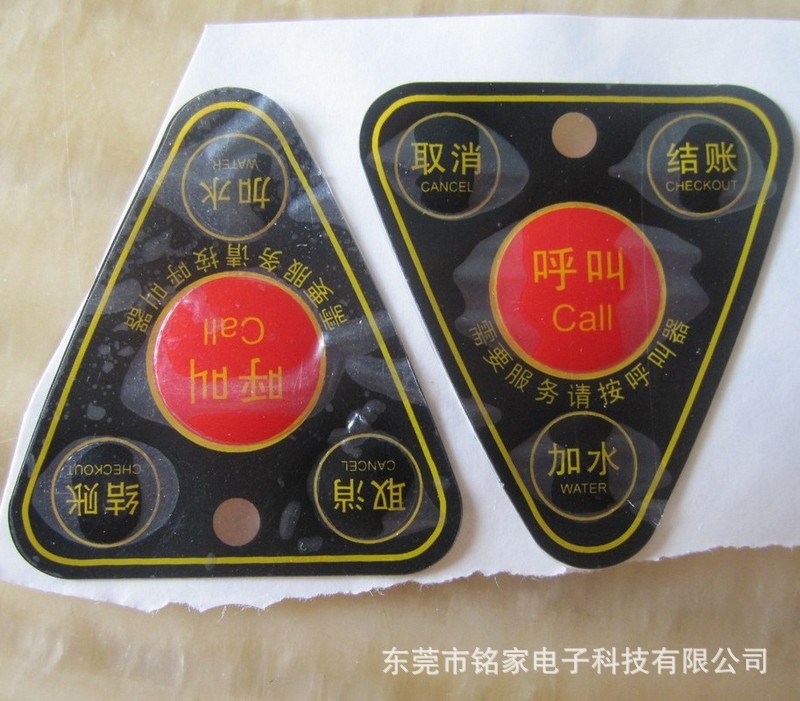 加水
WATER
需要服务请按呼叫器
呼叫
Call
结账
CHECKOUT
取消
CANCEL
取消
CANCEL
结账
CHECKOUT
呼叫
Call
需要服务请按呼叫器
加水
WATER
东莞市铭家电子科技有限公司